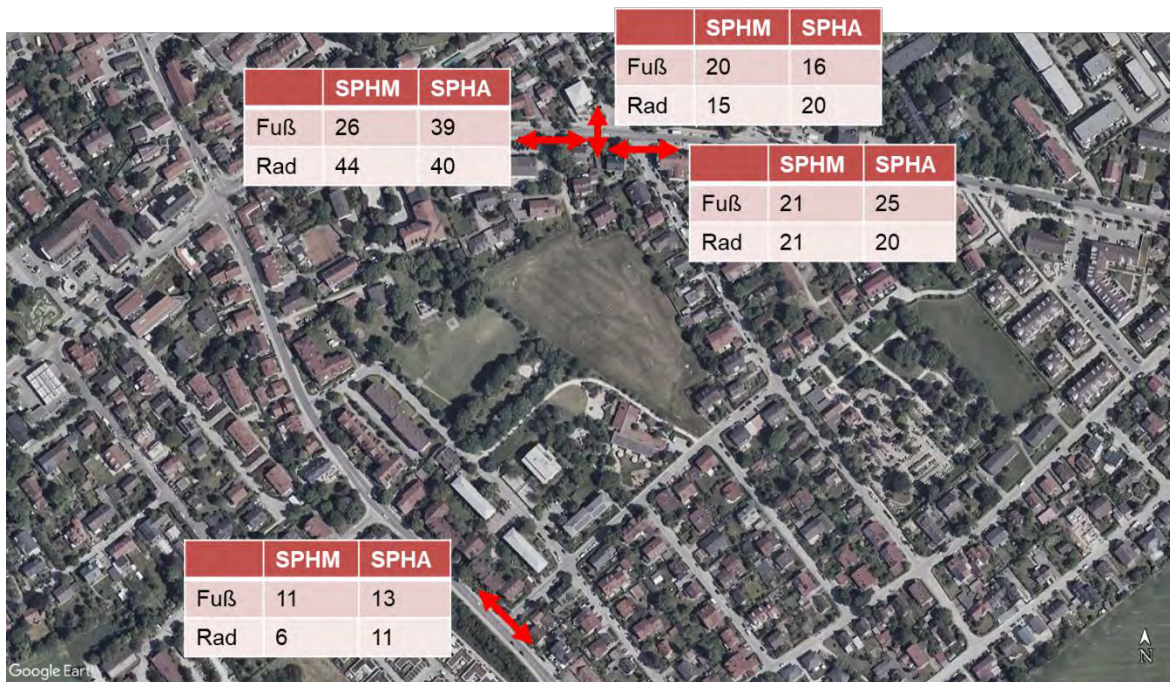 SPHM SPHA
Fuß 20 16
Rad 15 20
SPHM SPHA
Fuß 26 39
Rad 44 40
SPHM SPHA
Fuß 21 25
Rad 21 20
SPHM SPHA
Fuß 11 13
Rad 6 11
N
Google Earth